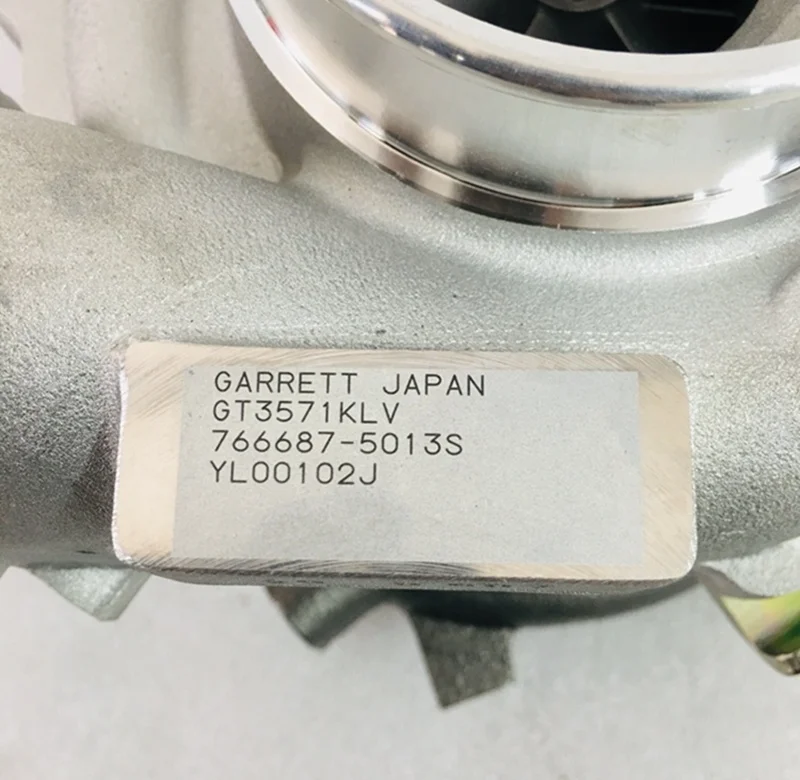 GARRETT JAPAN
GT3571KLV
766687-5013S
YL00102J